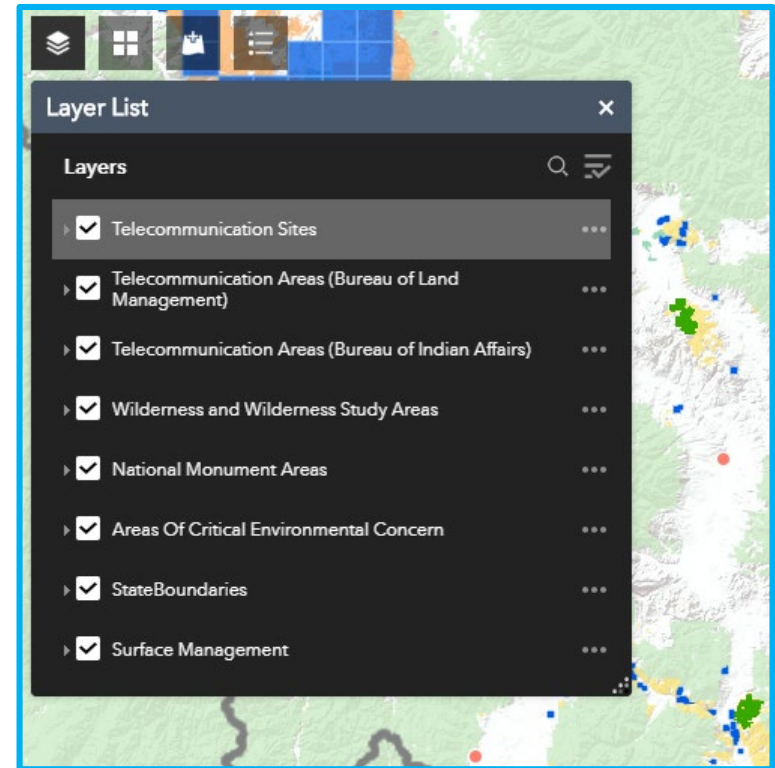 Layer List
Layers
Telecommunication Sites
Telecommunication Areas (Bureau of Land
Management)
Telecommunication Areas (Bureau of Indian Affairs)
Wilderness and Wilderness Study Areas
National Monument Areas
Areas Of Critical Environmental Concern
StateBoundaries
Surface Management